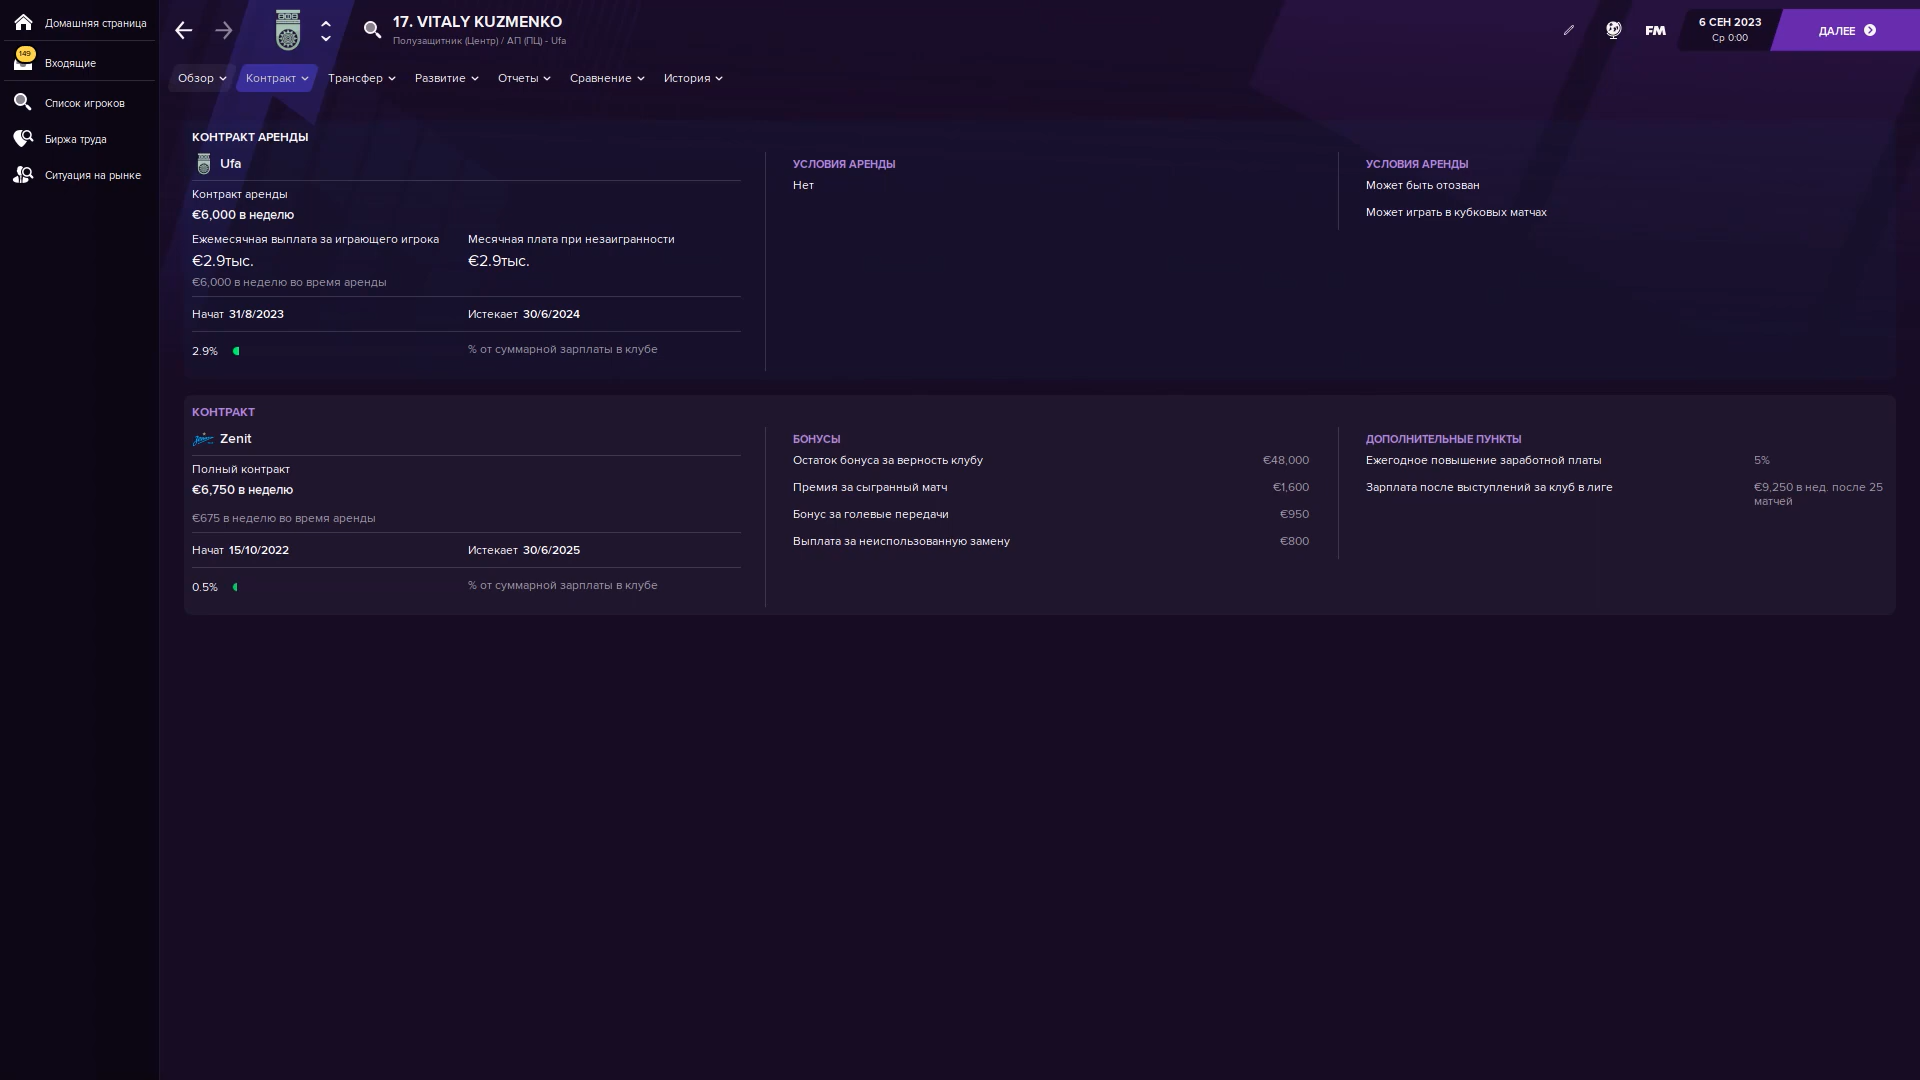 Домашняя страница
149
Входящие
Список игроков
Биржа труда
Ситуация на рынке
17. VITALY KUZMENKO
Полузащитник (Центр) / АП (ПЦ) - Ufa
FM
6 СЕН 2023
Ср 0:00
ДАЛЕЕ
Обзор
Контракт
Трансфер
Развитие
Отчеты
Сравнение
История
КОНТРАКТ АРЕНДЫ
Ufa
Контракт аренды
€6,000 в неделю
Ежемесячная выплата за играющего игрока
Месячная плата при незаигранности
€2.9тыс.
€2.9тыс.
€6,000 в неделю во время аренды
Начат 31/8/2023
Истекает 30/6/2024
2.9%
% от суммарной зарплаты в клубе
УСЛОВИЯ АРЕНДЫ
Нет
УСЛОВИЯ АРЕНДЫ
Может быть отозван
Может играть в кубковых матчах
КОНТРАКТ
Zenit
Полный контракт
€6,750 в неделю
€675 в неделю во время аренды
Начат 15/10/2022
Истекает 30/6/2025
0.5%
% от суммарной зарплаты в клубе
БОНУСЫ
Остаток бонуса за верность клубу €48,000
Премия за сыгранный матч €1,600
Бонус за голевые передачи €950
Выплата за неиспользованную замену €800
ДОПОЛНИТЕЛЬНЫЕ ПУНКТЫ
Ежегодное повышение заработной платы 5%
Зарплата после выступлений за клуб в лиге €9,250 в нед. после 25
матчей